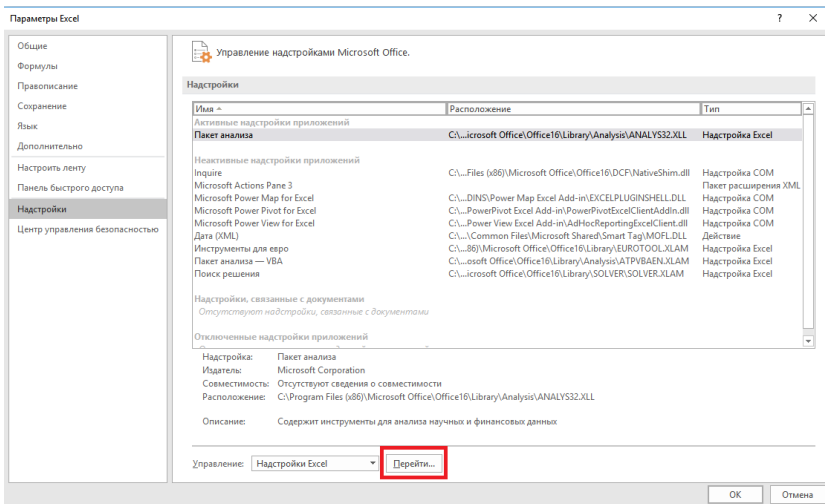 Параметры Excel ? ×
Общие
Формулы
Правописание
Сохранение
Язык
Дополнительно
Настроить ленту
Панель быстрого доступа
Надстройки
Центр управления безопасностью
Управление надстройками Microsoft Office.
Надстройки
Имя Расположение Тип
Активные надстройки приложений
Пакет анализа C:\...icrosoft Office\Office16\Library\Analysis\ANALYS32.XLL Надстройка Excel
Неактивные надстройки приложений
Inquire C:\...Files (x86)\Microsoft Office\Office16\DCF\NativeShim.dll Надстройка COM
Microsoft Actions Pane 3 Пакет расширения XML
Microsoft Power Map for Excel C:\...DINS\Power Map Excel Add-in\EXCELPLUGINSHELL.DLL Надстройка COM
Microsoft Power Pivot for Excel C:\...PowerPivot Excel Add-in\PowerPivotExcelClientAddIn.dll Надстройка COM
Microsoft Power View for Excel C:\...Power View Excel Add-in\AdHocReportingExcelClient.dll Надстройка COM
Дата (XML) C:\...\Common Files\Microsoft Shared\Smart Tag\MOFL.DLL Действие
Инструменты для евро C:\...86)\Microsoft Office\Office16\Library\EUROTOOL.XLAM Надстройка Excel
Пакет анализа — VBA C:\...osoft Office\Office16\Library\Analysis\ATPVBAEN.XLAM Надстройка Excel
Поиск решения C:\...icrosoft Office\Office16\Library\SOLVER\SOLVER.XLAM Надстройка Excel
Надстройки, связанные с документами
Отсутствуют надстройки, связанные с документами
Отключенные надстройки приложений
Надстройка: Пакет анализа
Издатель: Microsoft Corporation
Совместимость: Отсутствуют сведения о совместимости
Расположение: C:\Program Files (x86)\Microsoft Office\Office16\Library\Analysis\ANALYS32.XLL
Описание: Содержит инструменты для анализа научных и финансовых данных
Управление: Надстройки Excel Перейти...
ОК Отмена